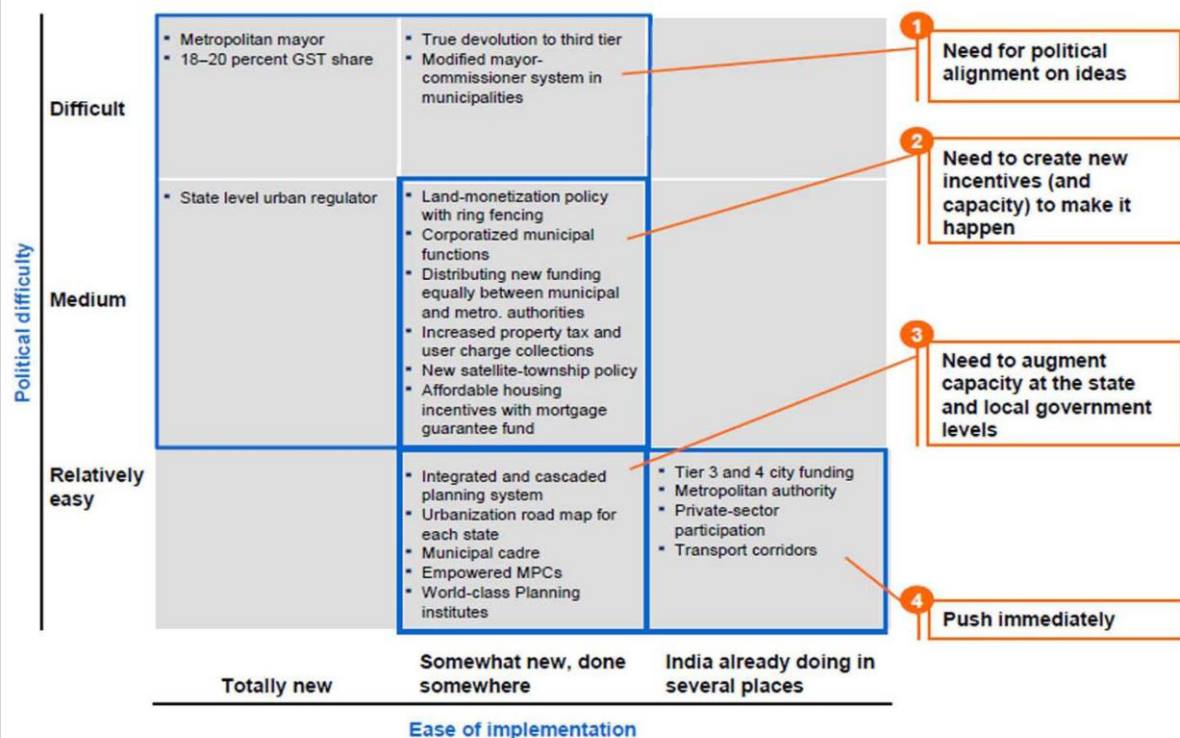 Political difficulty
Difficult
▪ Metropolitan mayor
▪ 18–20 percent GST share
▪ True devolution to third tier
▪ Modified mayor-
commissioner system in
municipalities
1
Need for political
alignment on ideas
Medium
▪ State level urban regulator
▪ Land-monetization policy
with ring fencing
▪ Corporatized municipal
functions
▪ Distributing new funding
equally between municipal
and metro. authorities
▪ Increased property tax and
user charge collections
▪ New satellite-township policy
▪ Affordable housing
incentives with mortgage
guarantee fund
2
Need to create new
incentives (and
capacity) to make it
happen
Relatively
easy
▪ Integrated and cascaded
planning system
▪ Urbanization road map for
each state
▪ Municipal cadre
▪ Empowered MPCs
▪ World-class Planning
institutes
3
Need to augment
capacity at the state
and local government
levels
▪ Tier 3 and 4 city funding
▪ Metropolitan authority
▪ Private-sector
participation
▪ Transport corridors
4
Push immediately
Totally new
Somewhat new, done
somewhere
India already doing in
several places
Ease of implementation